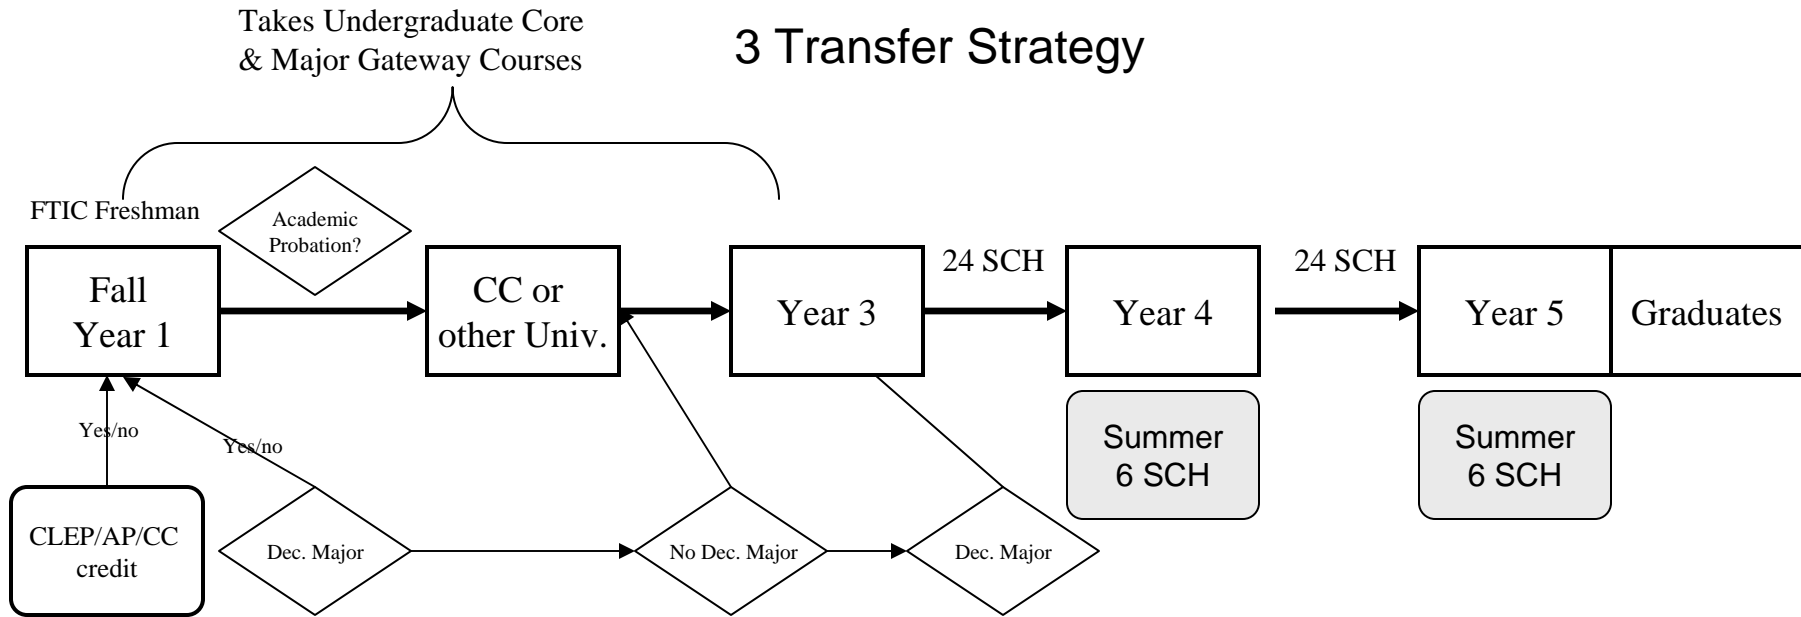 Takes Undergraduate Core
& Major Gateway Courses
3 Transfer Strategy
FTIC Freshman
Academic
Probation?
Fall
Year 1
CC or
other Univ.
Year 3
24 SCH
Year 4
24 SCH
Year 5
Graduates
Yes/no
Yes/no
Summer
6 SCH
Summer
6 SCH
CLEP/AP/CC
credit
Dec. Major
No Dec. Major
Dec. Major